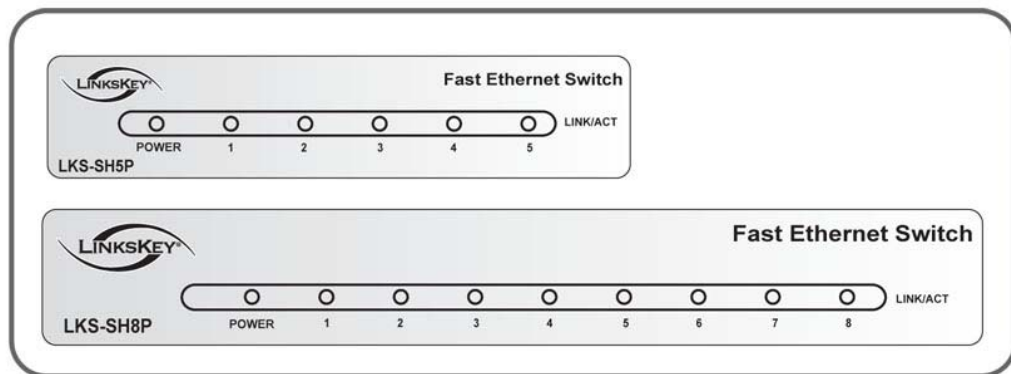 LINKSKEY®
Fast Ethernet Switch
LINK/ACT
POWER 1 2 3 4 5
LKS-SH5P
LINKSKEY®
Fast Ethernet Switch
LINK/ACT
POWER 1 2 3 4 5 6 7 8
LKS-SH8P